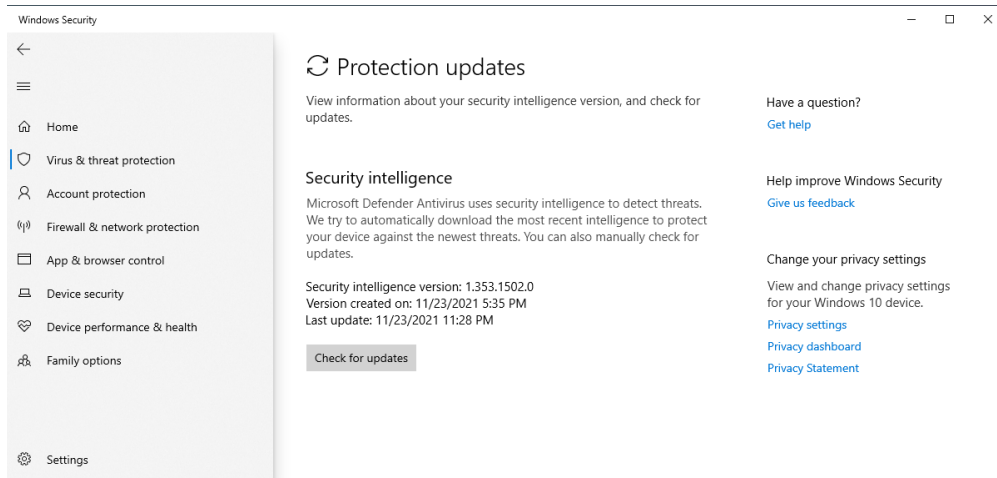 Windows Security
Home
Virus & threat protection
Account protection
Firewall & network protection
App & browser control
Device security
Device performance & health
Family options
Settings
Protection updates
View information about your security intelligence version, and check for
updates.
Security intelligence
Microsoft Defender Antivirus uses security intelligence to detect threats.
We try to automatically download the most recent intelligence to protect
your device against the newest threats. You can also manually check for
updates.
Security intelligence version: 1.353.1502.0
Version created on: 11/23/2021 5:35 PM
Last update: 11/23/2021 11:28 PM
Check for updates
Have a question?
Get help
Help improve Windows Security
Give us feedback
Change your privacy settings
View and change privacy settings
for your Windows 10 device.
Privacy settings
Privacy dashboard
Privacy Statement